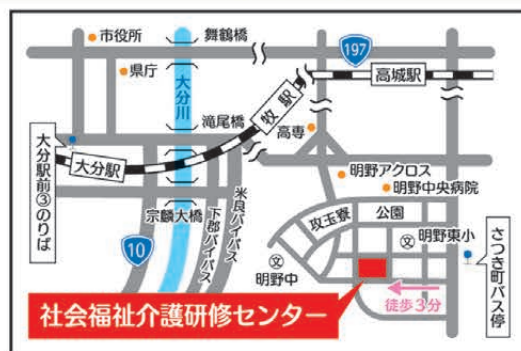 市役所
舞鶴橋
197
県庁
大分川
高城駅
牧駅
滝尾橋
高専
大分駅前③のりば
大分駅
明野アクロス
明野中央病院
米良バイパス
宗麟大橋
下郡バイパス
攻玉寮
公園
10
文
明野東小
文
明野中
さつき町バス停
社会福祉介護研修センター
徒歩3分